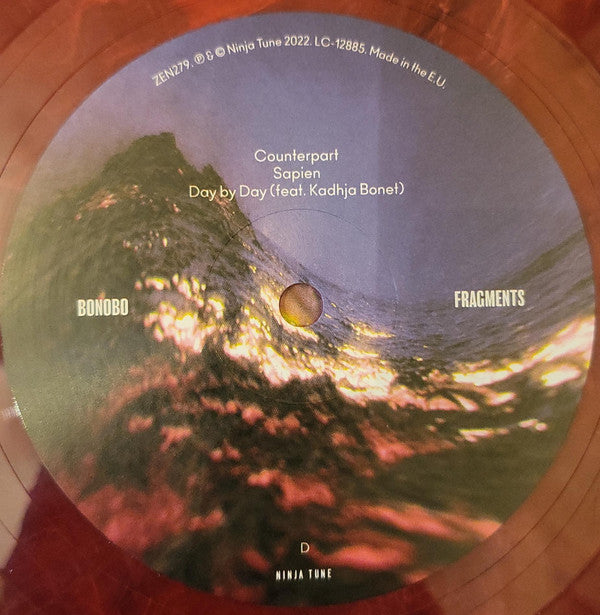 ZEN279. ℗ & © Ninja Tune 2022. LC-12885. Made in the E.U.
Counterpart
Sapien
Day by Day (feat. Kadhja Bonet)
BONOBO
FRAGMENTS
D
NINJA TUNE